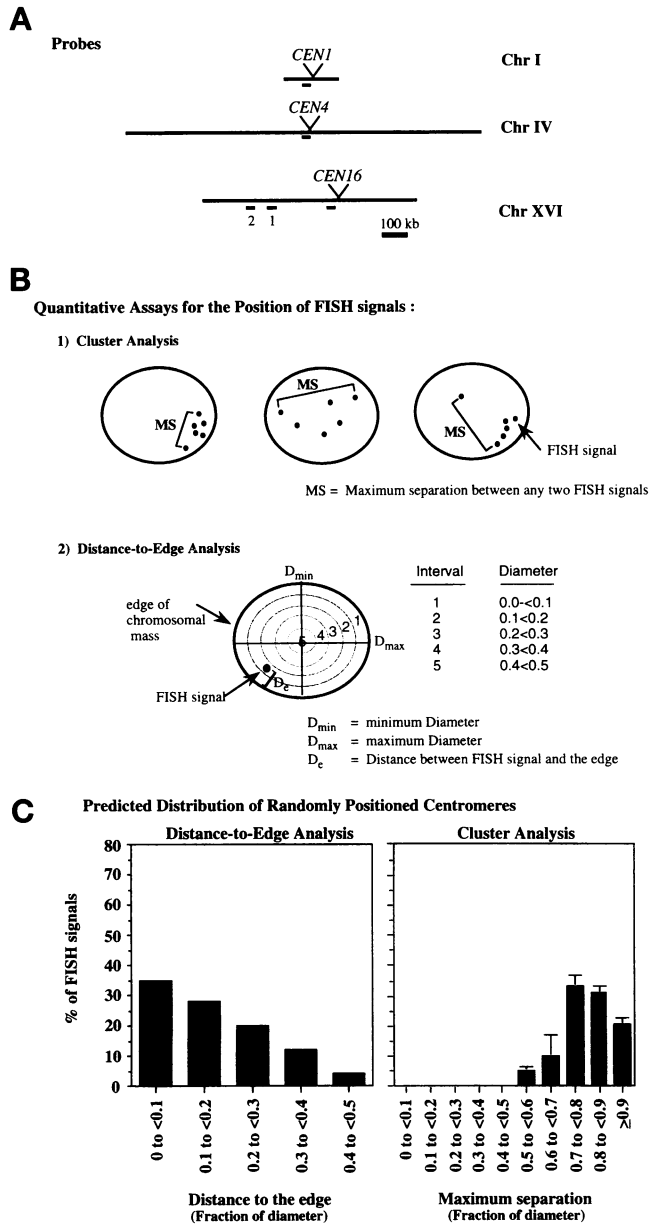 A
Probes
CEN1
Chr I
CEN4
Chr IV
CEN16
Chr XVI
2 1
100 kb
B
Quantitative Assays for the Position of FISH signals :
1) Cluster Analysis
MS
MS
MS
FISH signal
MS = Maximum separation between any two FISH signals
2) Distance-to-Edge Analysis
Dmin
Interval Diameter
edge of
chromosomal
mass
5 4 3 2 1
Dmax
1 0.0-<0.1
2 0.1<0.2
3 0.2<0.3
4 0.3<0.4
5 0.4<0.5
De
FISH signal
Dmin = minimum Diameter
Dmax = maximum Diameter
De = Distance between FISH signal and the edge
C
Predicted Distribution of Randomly Positioned Centromeres
Distance-to-Edge Analysis
Cluster Analysis
% of FISH signals
80
70
60
50
40
30
20
10
0
0 to <0.1
0.1 to <0.2
0.2 to <0.3
0.3 to <0.4
0.4 to <0.5
Distance to the edge
(Fraction of diameter)
0 to <0.1
0.1 to <0.2
0.2 to <0.3
0.3 to <0.4
0.4 to <0.5
0.5 to <0.6
0.6 to <0.7
0.7 to <0.8
0.8 to <0.9
≥0.9
Maximum separation
(Fraction of diameter)